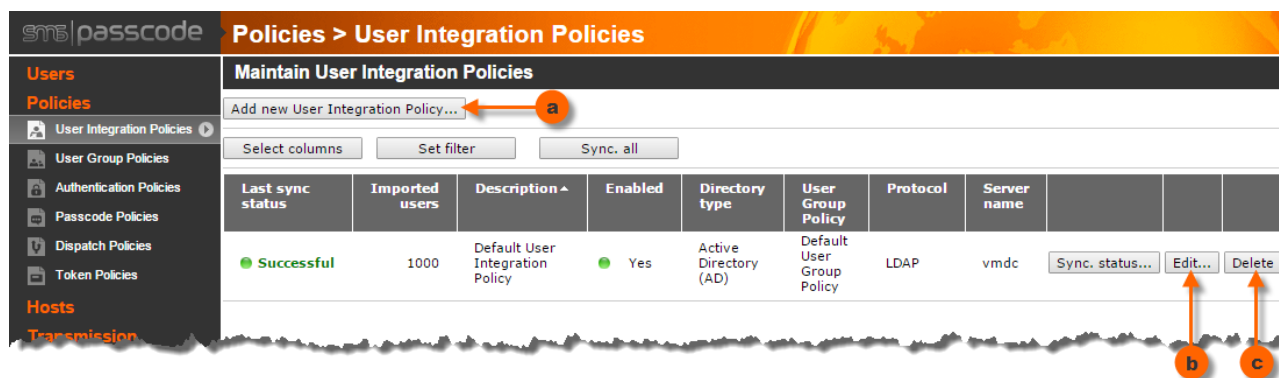 sms|passcode
Policies > User Integration Policies
Users
Policies
User Integration Policies
User Group Policies
Authentication Policies
Passcode Policies
Dispatch Policies
Token Policies
Hosts
Transmission
Maintain User Integration Policies
Add new User Integration Policy...
a
Select columns
Set filter
Sync. all
Last sync
status
Imported
users
Description
Enabled
Directory
type
User
Group
Policy
Protocol
Server
name
Successful
1000
Default User
Integration
Policy
Yes
Active
Directory
(AD)
Default
User
Group
Policy
LDAP
vmdc
Sync. status...
Edit...
Delete
b
c